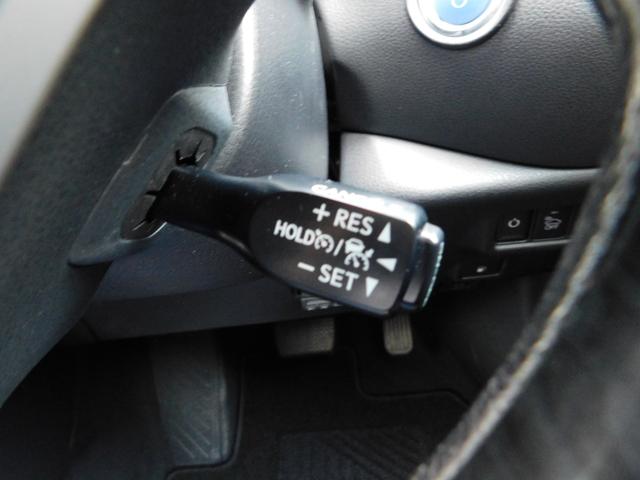 + RES
HOLD /
- SET